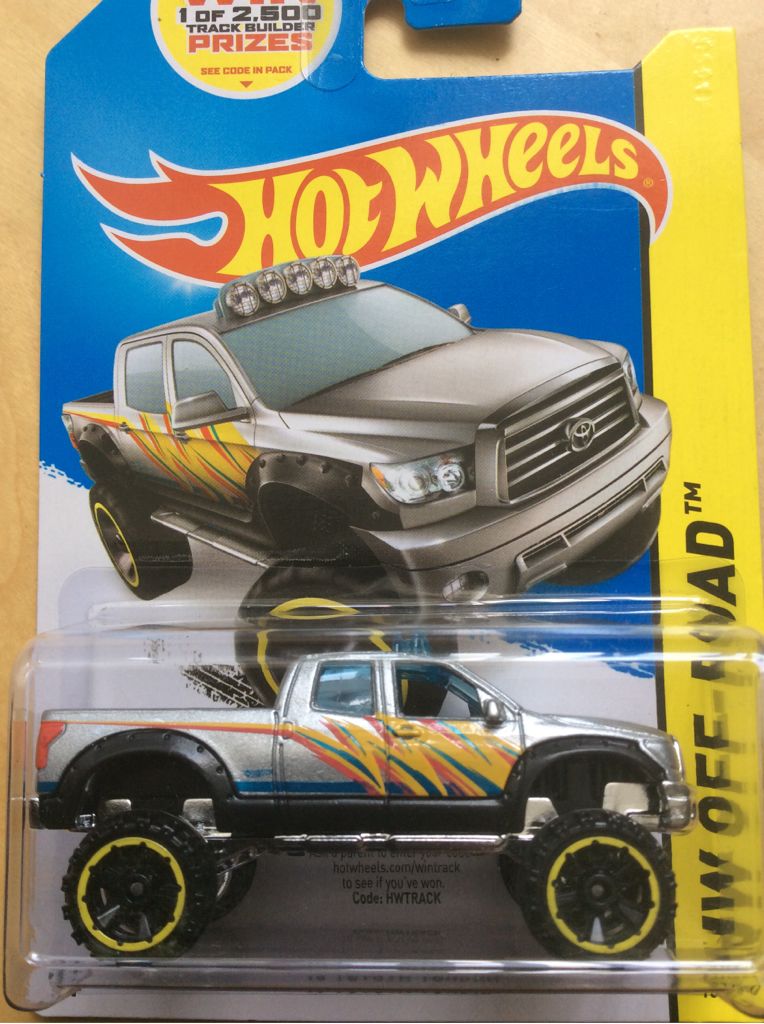 1 OF 2,500
TRACK BUILDER
PRIZES
SEE CODE IN PACK
HOT WHEELS®
HW OFF-ROAD™
hotwheels.com/wintrack
to see if you've won.
Code: HWTRACK